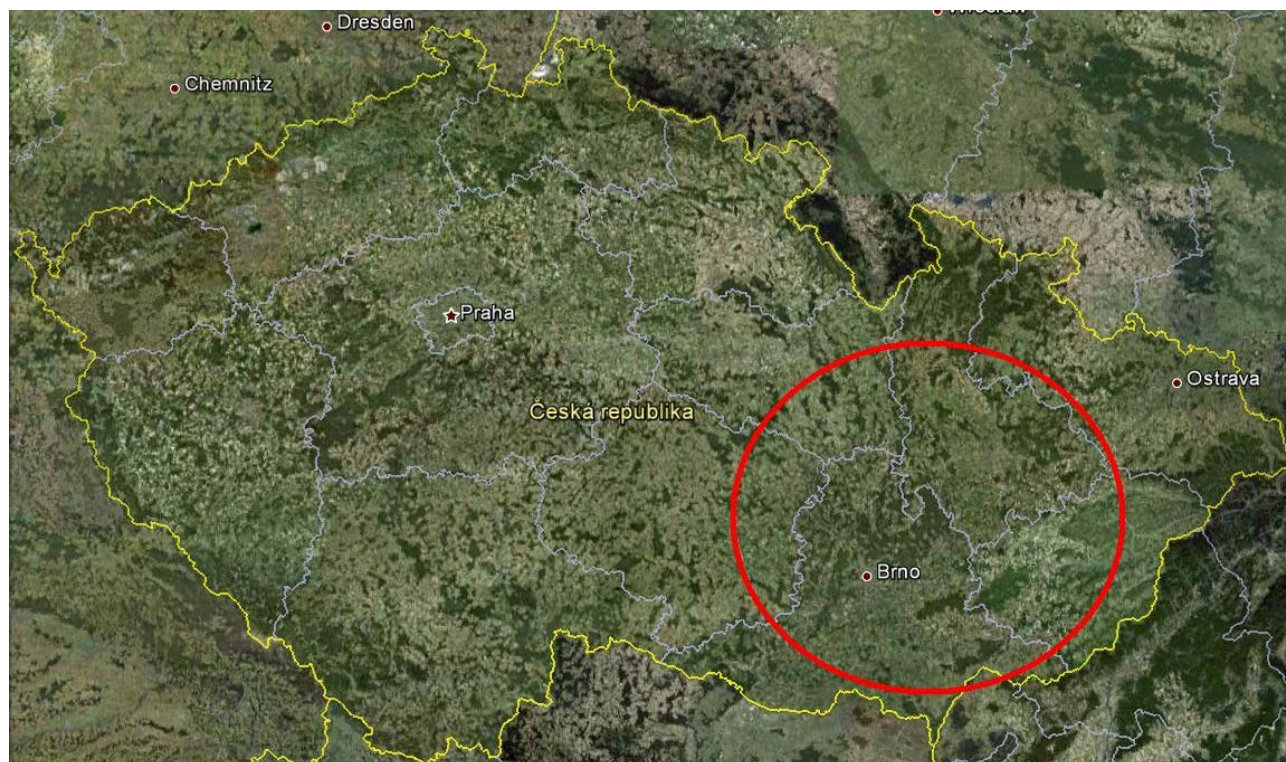 Dresden
Chemnitz
Praha
Ostrava
Česká republika
Brno